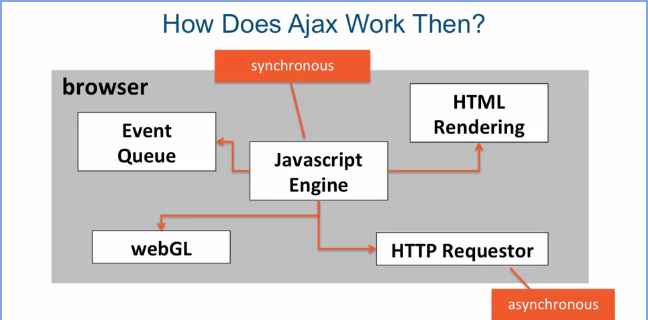 How Does Ajax Work Then?
synchronous
browser
HTML
Rendering
Event
Queue
Javascript
Engine
webGL
HTTP Requestor
asynchronous